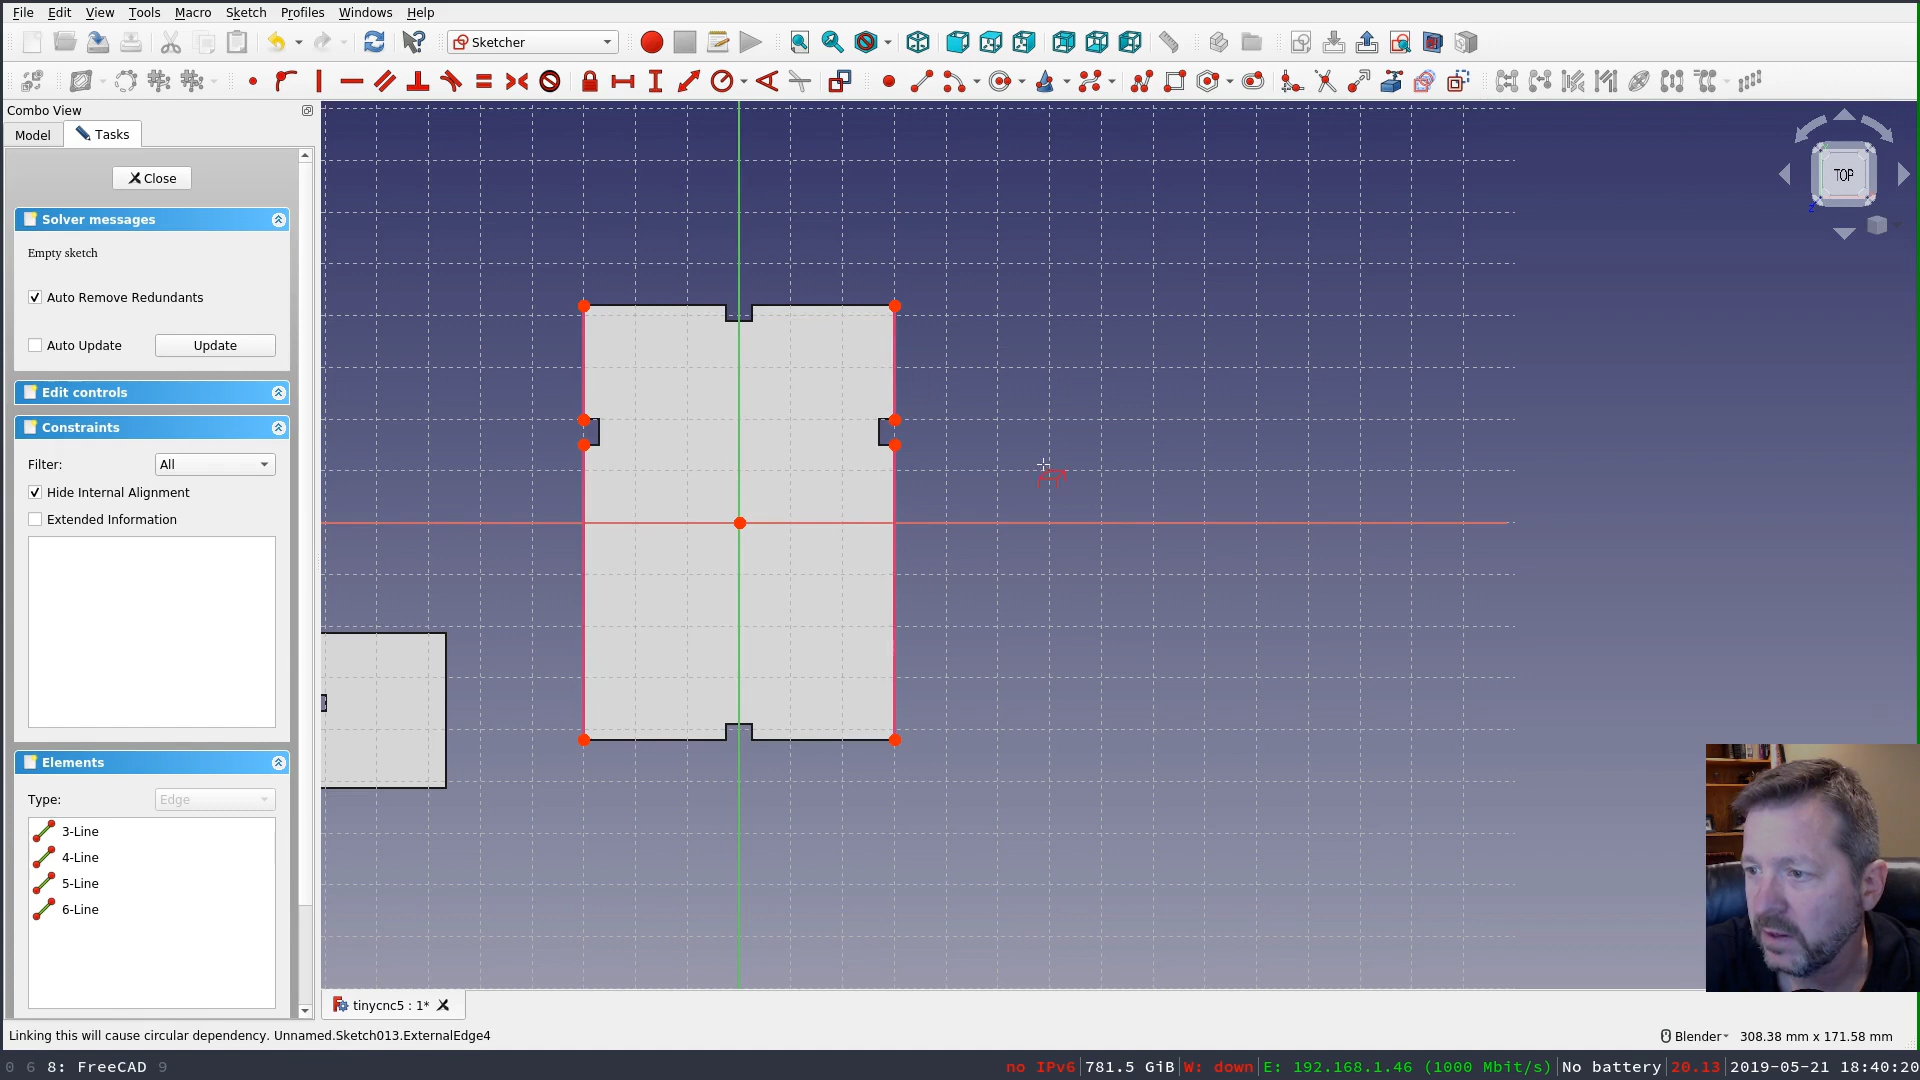 File Edit View Tools Macro Sketch Profiles Windows Help
Sketcher
Combo View
Model Tasks
Close
Solver messages
Empty sketch
Auto Remove Redundants
Auto Update Update
Edit controls
Constraints
Filter: All
Hide Internal Alignment
Extended Information
Elements
Type: Edge
3-Line
4-Line
5-Line
6-Line
TOP
Z
tinycnc5 : 1*
Linking this will cause circular dependency. Unnamed.Sketch013.ExternalEdge4
Blender 308.38 mm x 171.58 mm
0 6 8: FreeCAD 9
no IPv6|781.5 GiB|W: down|E: 192.168.1.46 (1000 Mbit/s)|No battery|20.13|2019-05-21 18:40:20